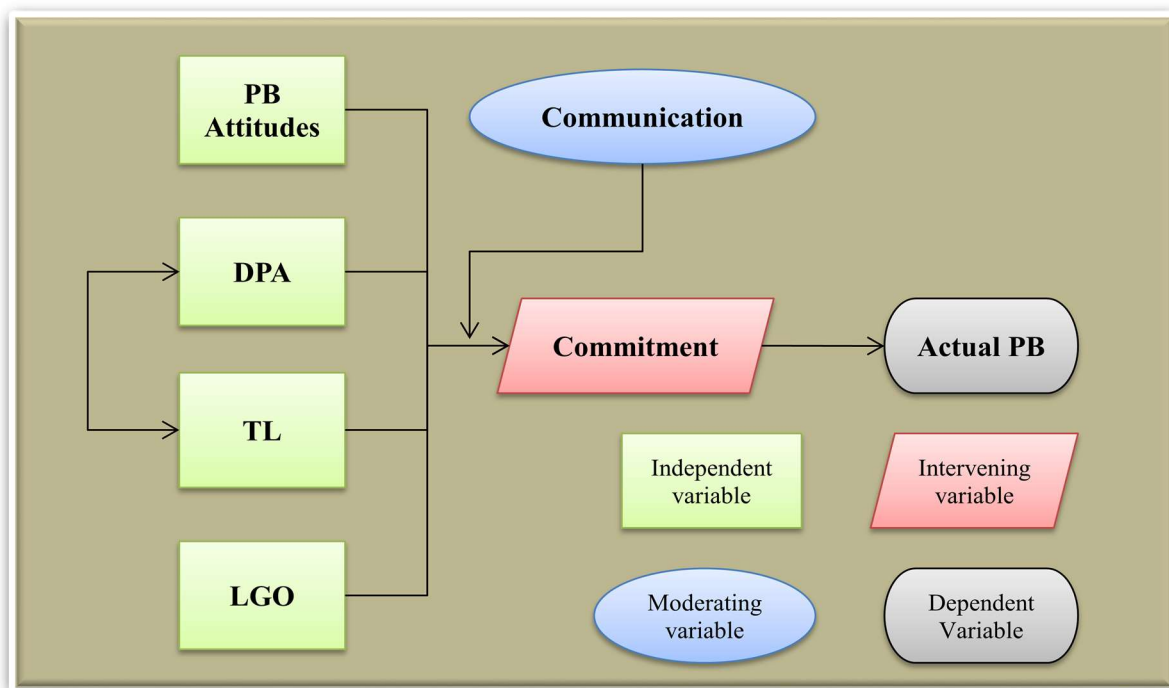 PB
Attitudes
Communication
DPA
Commitment
Actual PB
TL
Independent
variable
Intervening
variable
LGO
Moderating
variable
Dependent
Variable